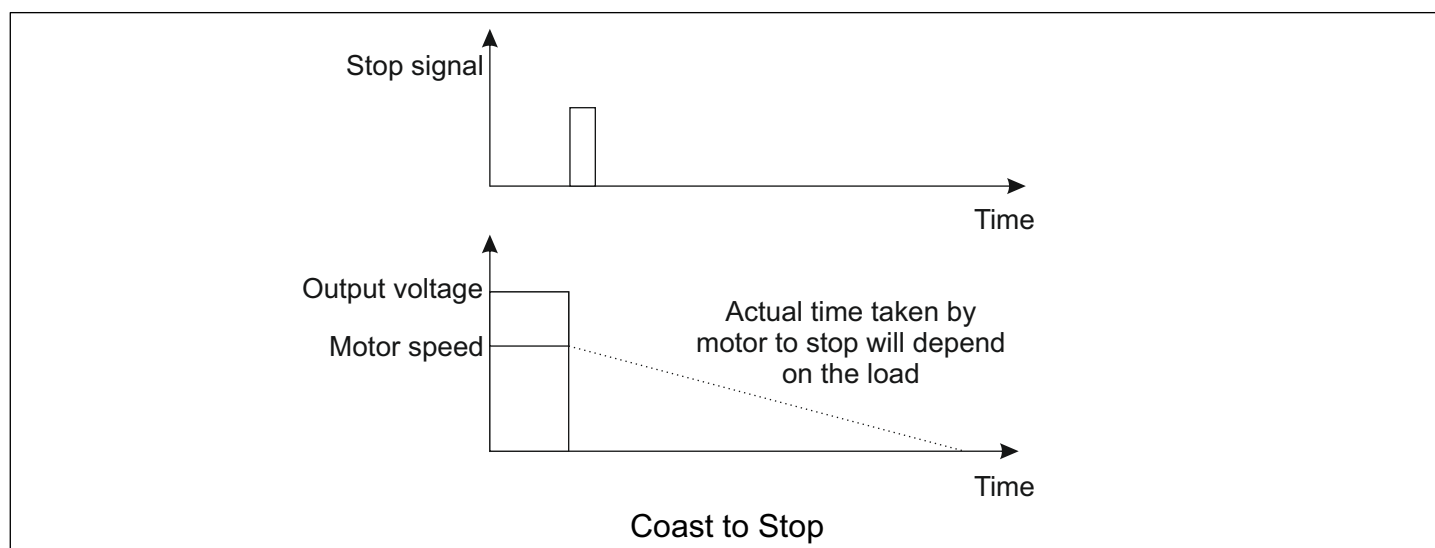 Stop signal
Time
Output voltage
Motor speed
Actual time taken by
motor to stop will depend
on the load
Time
Coast to Stop